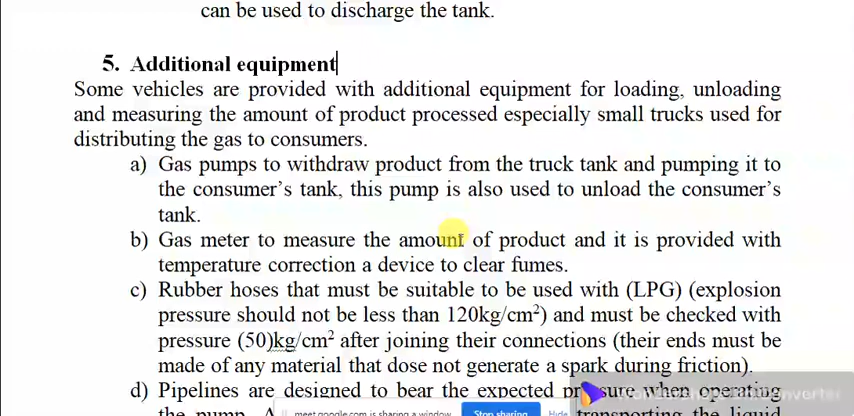 can be used to discharge the tank.
5. Additional equipment
Some vehicles are provided with additional equipment for loading, unloading
and measuring the amount of product processed especially small trucks used for
distributing the gas to consumers.
a) Gas pumps to withdraw product from the truck tank and pumping it to
the consumer's tank, this pump is also used to unload the consumer's
tank.
b) Gas meter to measure the amount of product and it is provided with
temperature correction a device to clear fumes.
c) Rubber hoses that must be suitable to be used with (LPG) (explosion
pressure should not be less than 120kg/cm²) and must be checked with
pressure (50)kg/cm² after joining their connections (their ends must be
made of any material that dose not generate a spark during friction).
d) Pipelines are designed to bear the expected pressure when operating
the pump. A transporting the liquid
meet.google.com is sharing a window. Stop sharing Hide